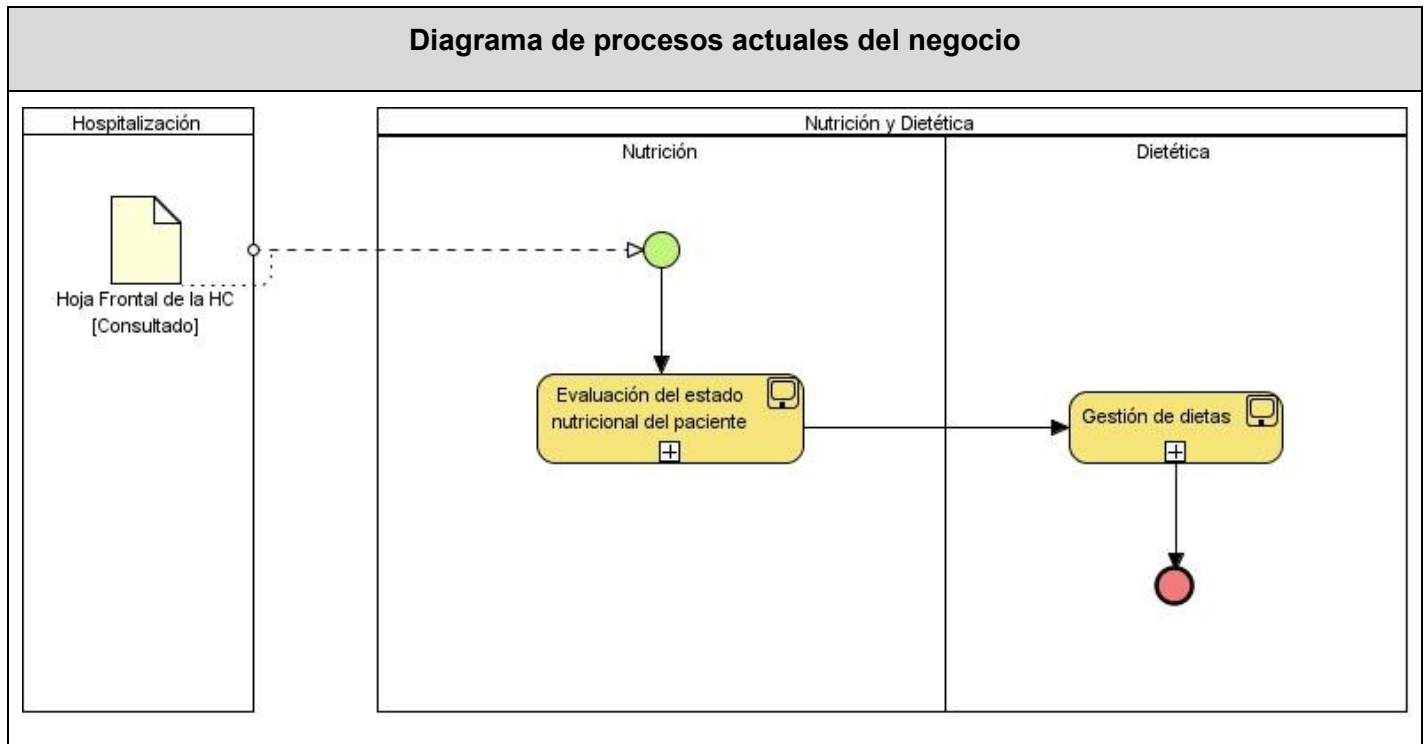 Diagrama de procesos actuales del negocio
Hospitalización
Nutrición y Dietética
Nutrición
Dietética
Hoja Frontal de la HC
[Consultado]
Evaluación del estado
nutricional del paciente
Gestión de dietas